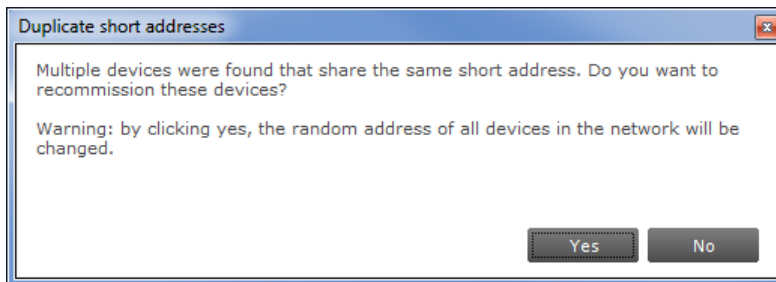 Duplicate short addresses
Multiple devices were found that share the same short address. Do you want to
recommission these devices?
Warning: by clicking yes, the random address of all devices in the network will be
changed.
Yes
No